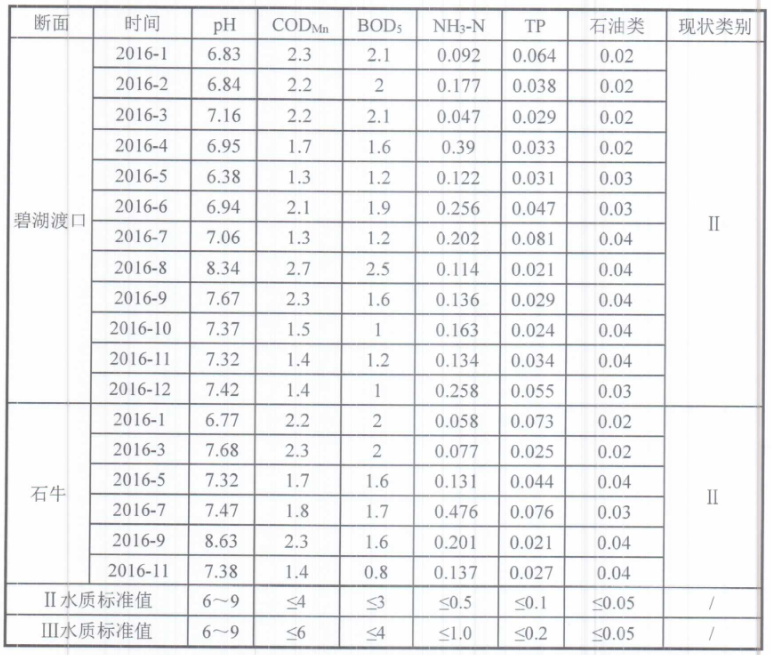 断面 时间 pH CODMn BOD5 NH3-N TP 石油类 现状类别
2016-1 6.83 2.3 2.1 0.092 0.064 0.02
2016-2 6.84 2.2 2 0.177 0.038 0.02
2016-3 7.16 2.2 2.1 0.047 0.029 0.02
2016-4 6.95 1.7 1.6 0.39 0.033 0.02
2016-5 6.38 1.3 1.2 0.122 0.031 0.03
2016-6 6.94 2.1 1.9 0.256 0.047 0.03
碧湖渡口 2016-7 7.06 1.3 1.2 0.202 0.081 0.04 Ⅱ
2016-8 8.34 2.7 2.5 0.114 0.021 0.04
2016-9 7.67 2.3 1.6 0.136 0.029 0.04
2016-10 7.37 1.5 1 0.163 0.024 0.04
2016-11 7.32 1.4 1.2 0.134 0.034 0.04
2016-12 7.42 1.4 1 0.258 0.055 0.03
2016-1 6.77 2.2 2 0.058 0.073 0.02
2016-3 7.68 2.3 2 0.077 0.025 0.02
2016-5 7.32 1.7 1.6 0.131 0.044 0.04
石牛 2016-7 7.47 1.8 1.7 0.476 0.076 0.03 Ⅱ
2016-9 8.63 2.3 1.6 0.201 0.021 0.04
2016-11 7.38 1.4 0.8 0.137 0.027 0.04
Ⅱ水质标准值 6～9 ≤4 ≤3 ≤0.5 ≤0.1 ≤0.05 /
Ⅲ水质标准值 6～9 ≤6 ≤4 ≤1.0 ≤0.2 ≤0.05 /